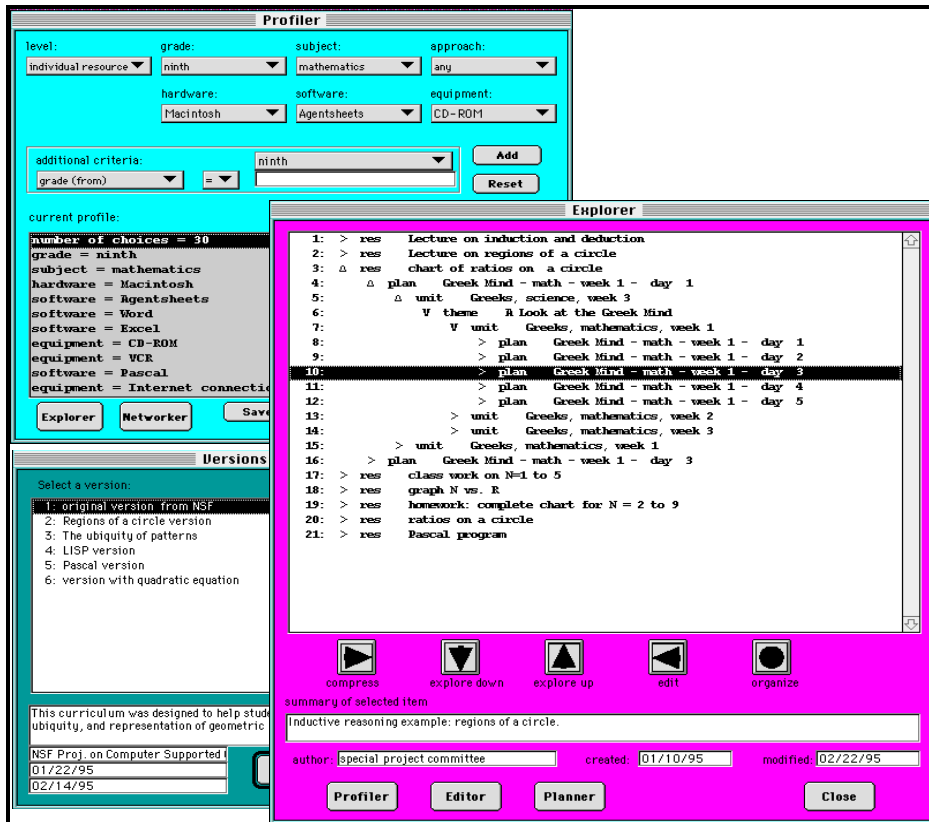 Profiler
level: grade: subject: approach:
individual resource ninth mathematics any
hardware: software: equipment:
Macintosh Agentsheets CD-ROM
additional criteria: ninth Add
grade (from) = Reset
current profile:
number of choices = 30
grade = ninth
subject = mathematics
hardware = Macintosh
software = Agentsheets
software = Word
software = Excel
equipment = CD-ROM
equipment = VCR
software = Pascal
equipment = Internet connectio
Explorer Networker Save
Versions
Select a version:
1: original version from NSF
2: Regions of a circle version
3: The ubiquity of patterns
4: LISP version
5: Pascal version
6: version with quadratic equation
This curriculum was designed to help stude
ubiquity, and representation of geometric
NSF Proj. on Computer Supported
01/22/95
02/14/95
Explorer
1: > res Lecture on induction and deduction
2: > res Lecture on regions of a circle
3: Δ res chart of ratios on a circle
4: Δ plan Greek Mind - math - week 1 - day 1
5: Δ unit Greeks, science, week 3
6: V theme A Look at the Greek Mind
7: V unit Greeks, mathematics, week 1
8: > plan Greek Mind - math - week 1 - day 1
9: > plan Greek Mind - math - week 1 - day 2
10: > plan Greek Mind - math - week 1 - day 3
11: > plan Greek Mind - math - week 1 - day 4
12: > plan Greek Mind - math - week 1 - day 5
13: > unit Greeks, mathematics, week 2
14: > unit Greeks, mathematics, week 3
15: > unit Greeks, mathematics, week 1
16: > plan Greek Mind - math - week 1 - day 3
17: > res class work on N=1 to 5
18: > res graph N vs. R
19: > res homework: complete chart for N = 2 to 9
20: > res ratios on a circle
21: > res Pascal program
compress explore down explore up edit organize
summary of selected item
Inductive reasoning example: regions of a circle.
author: special project committee created: 01/10/95 modified: 02/22/95
Profiler Editor Planner Close